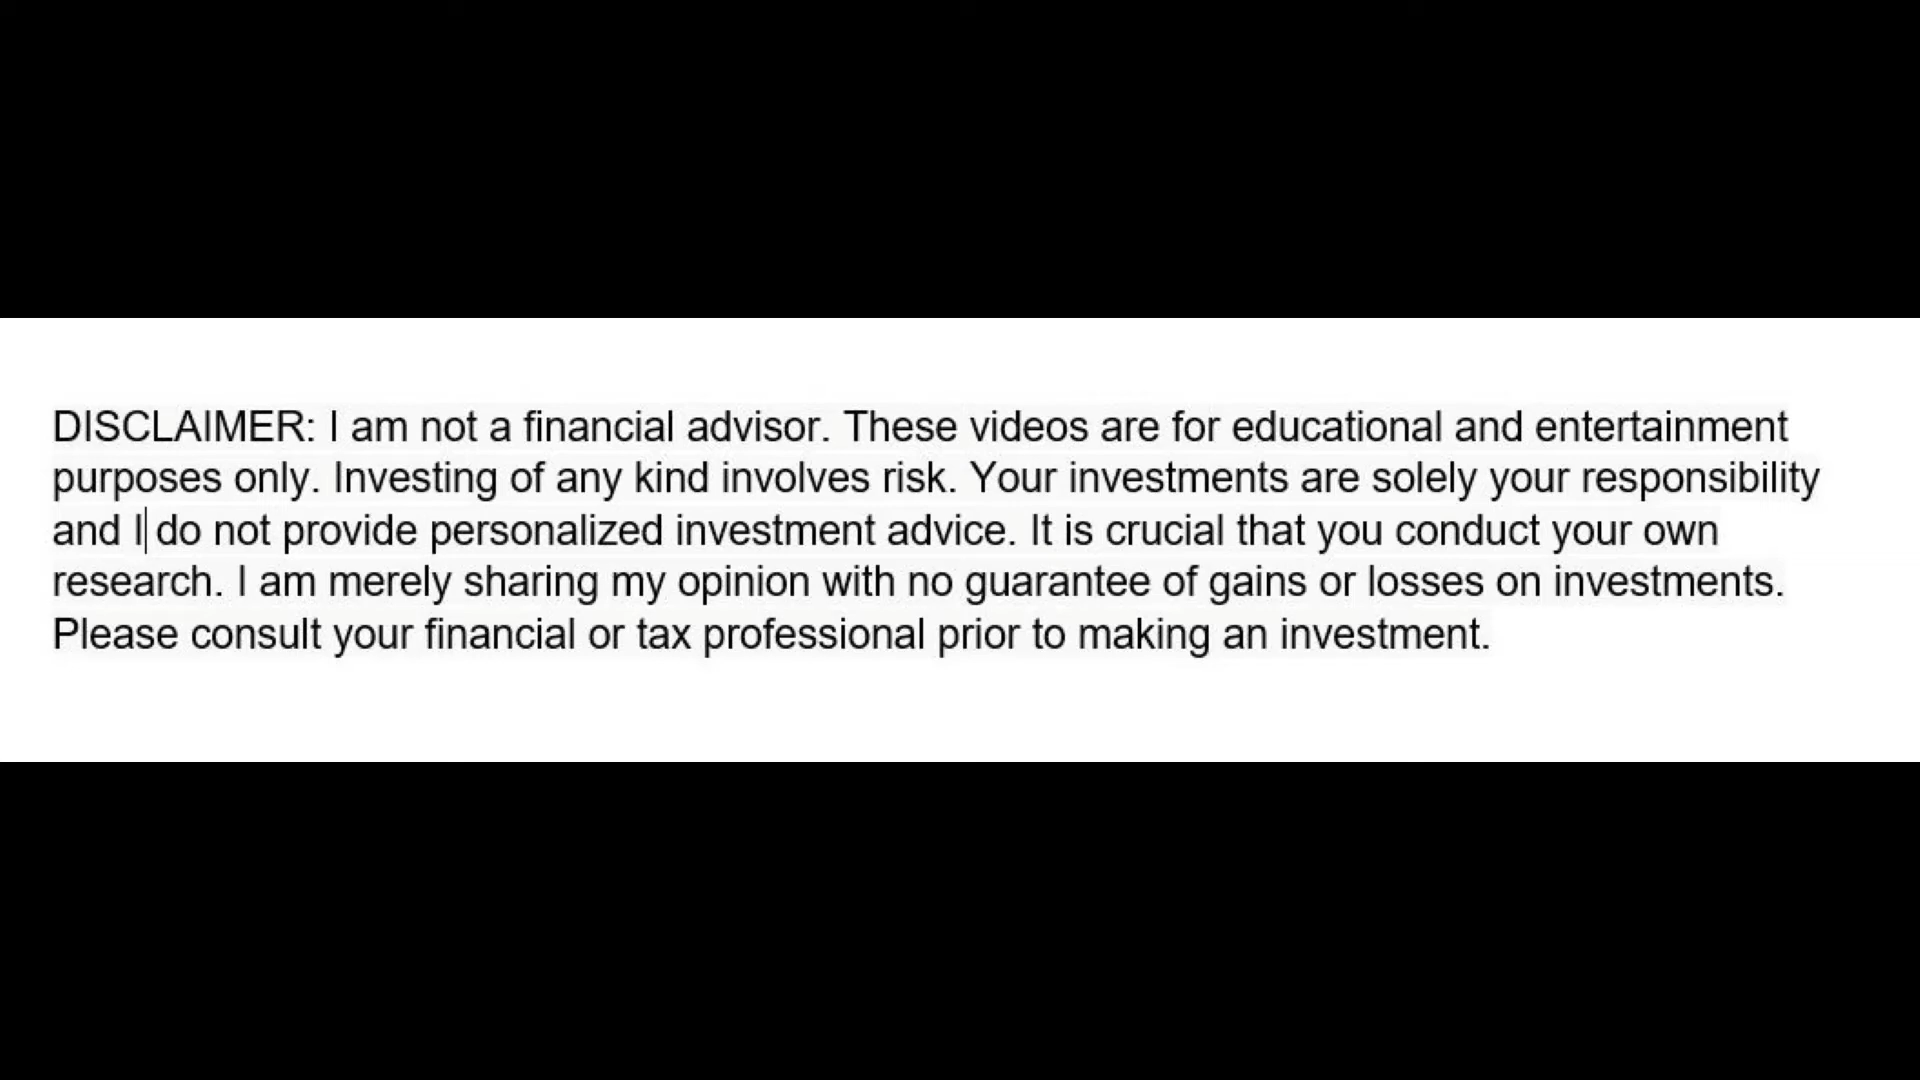 DISCLAIMER: I am not a financial advisor. These videos are for educational and entertainment
purposes only. Investing of any kind involves risk. Your investments are solely your responsibility
and I do not provide personalized investment advice. It is crucial that you conduct your own
research. I am merely sharing my opinion with no guarantee of gains or losses on investments.
Please consult your financial or tax professional prior to making an investment.